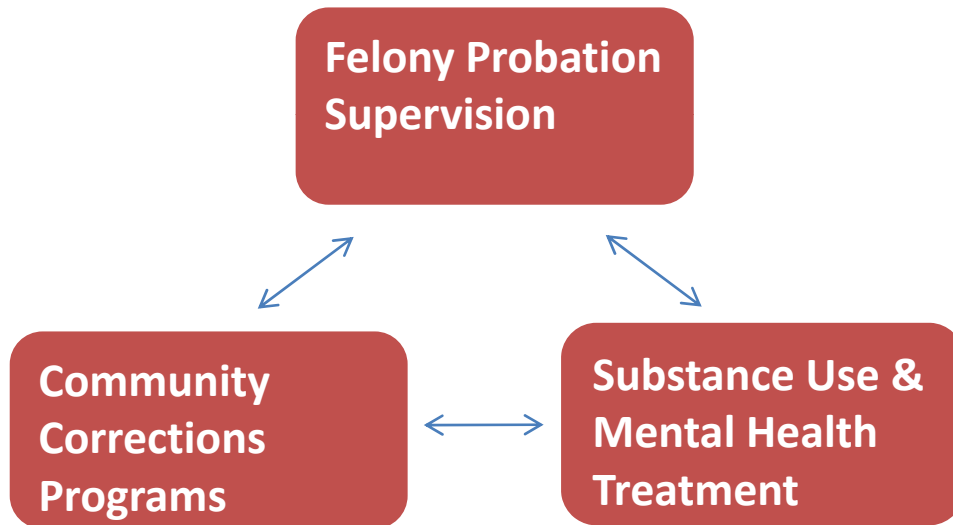 Felony Probation
Supervision
Community
Corrections
Programs
Substance Use &
Mental Health
Treatment